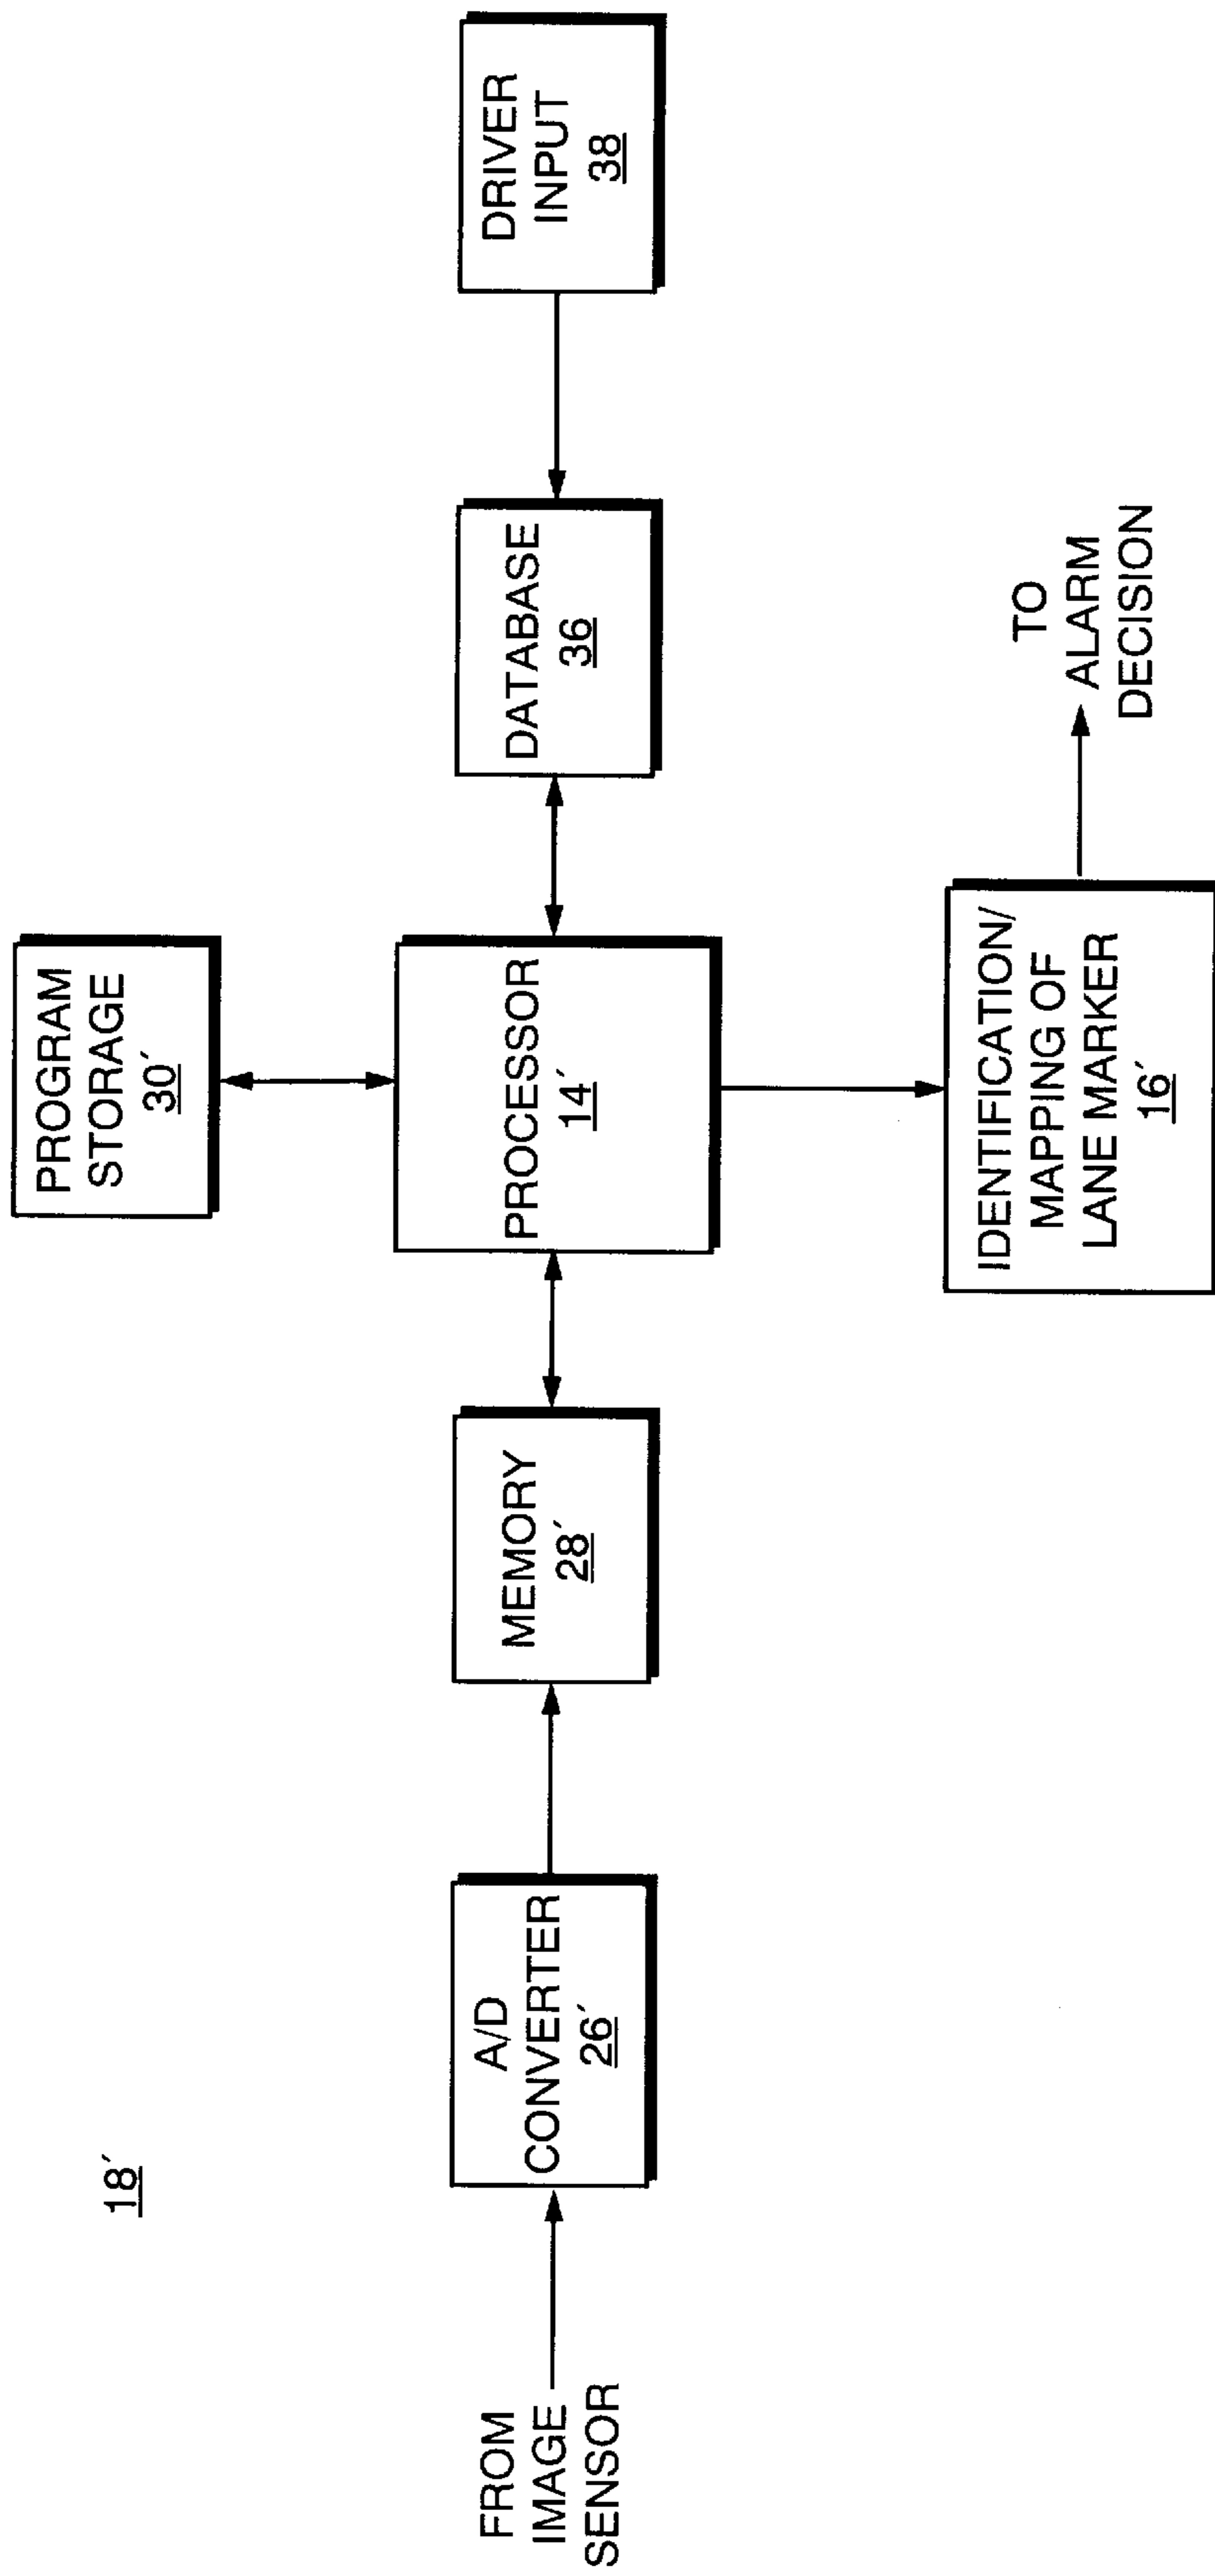 18′
PROGRAM
STORAGE
30′
FROM
IMAGE
SENSOR
A/D
CONVERTER
26′
MEMORY
28′
PROCESSOR
14′
DATABASE
36
DRIVER
INPUT
38
IDENTIFICATION/
MAPPING OF
LANE MARKER
16′
TO
ALARM
DECISION